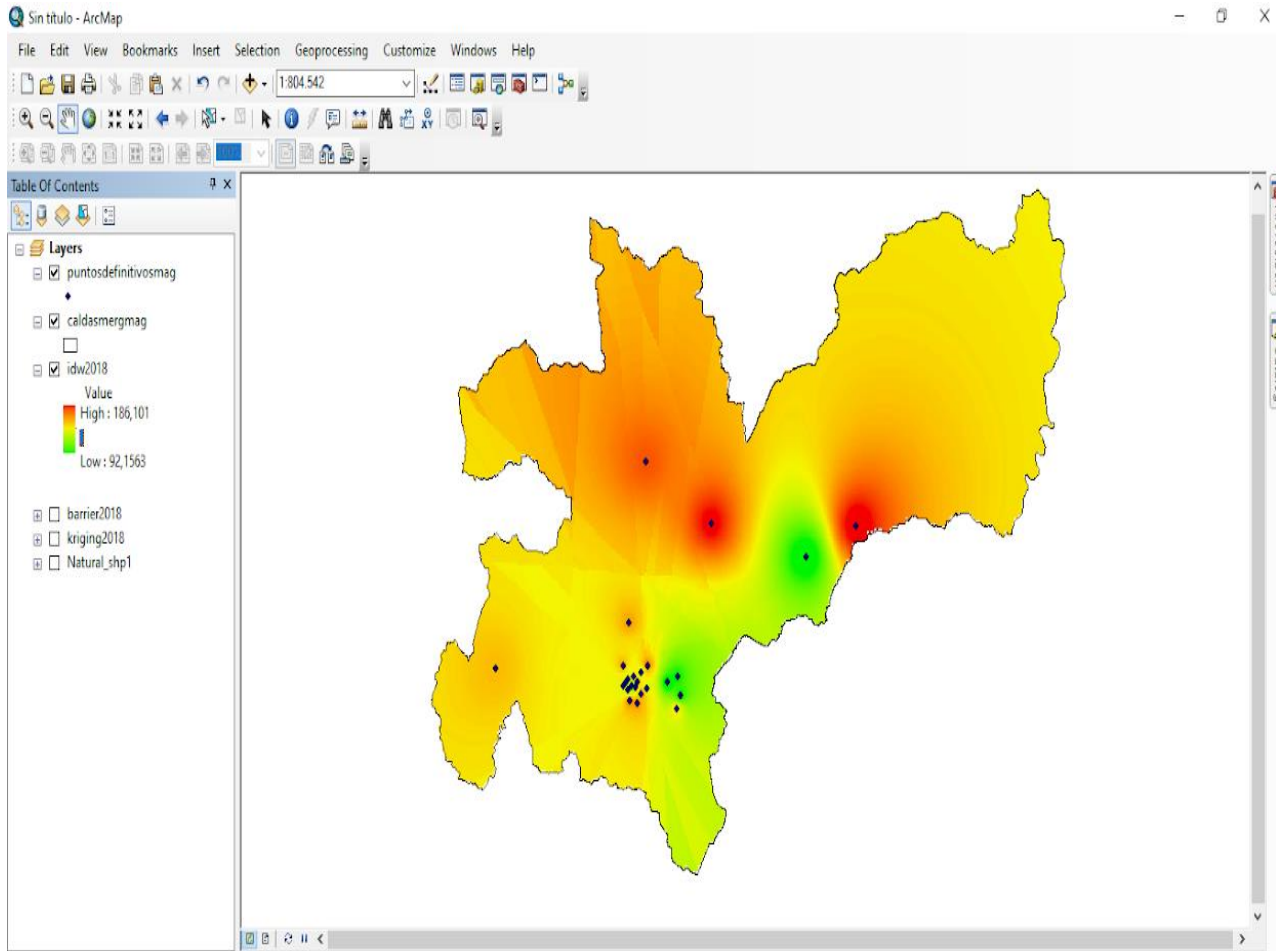 Sin título - ArcMap
File Edit View Bookmarks Insert Selection Geoprocessing Customize Windows Help
1:804.542
Table Of Contents
Layers
puntosdefinitivosmag
caldasmergmag
idw2018
Value
High : 186,101
Low : 92,1563
barrier2018
kriging2018
Natural_shp1